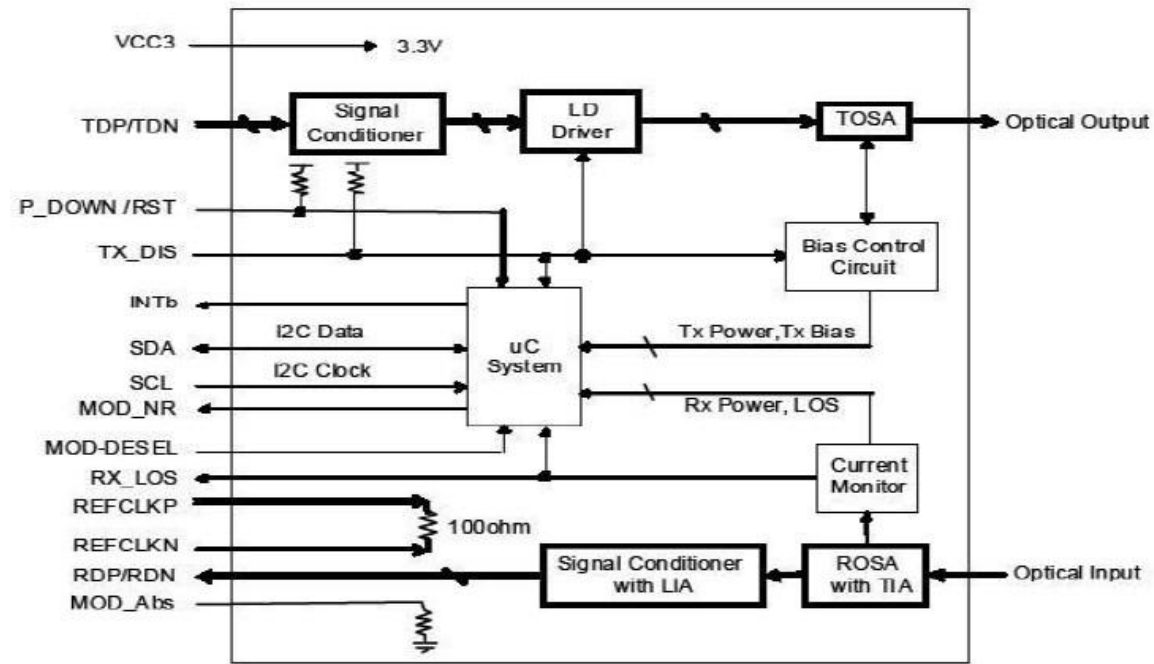 VCC3
3.3V
TDP/TDN
Signal
Conditioner
LD
Driver
TOSA
Optical Output
P_DOWN /RST
TX_DIS
Bias Control
Circuit
INTb
I2C Data
SDA
uC
System
Tx Power,Tx Bias
I2C Clock
SCL
MOD_NR
Rx Power, LOS
MOD-DESEL
RX_LOS
Current
Monitor
REFCLKP
100ohm
REFCLKN
RDP/RDN
Signal Conditioner
with LIA
ROSA
with TIA
Optical Input
MOD_Abs